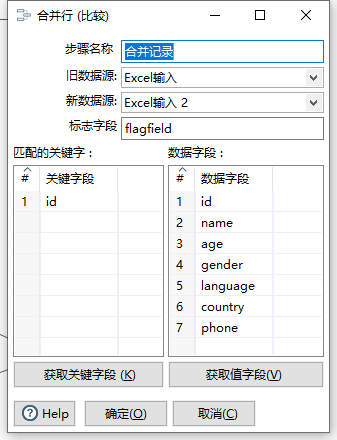 合并行 (比较)
步骤名称 合并记录
旧数据源: Excel输入
新数据源: Excel输入 2
标志字段 flagfield
匹配的关键字： 数据字段：
# 关键字段 # 数据字段
1 id 1 id
2 name
3 age
4 gender
5 language
6 country
7 phone
获取关键字段 (K) 获取值字段(V)
Help 确定(O) 取消(C)